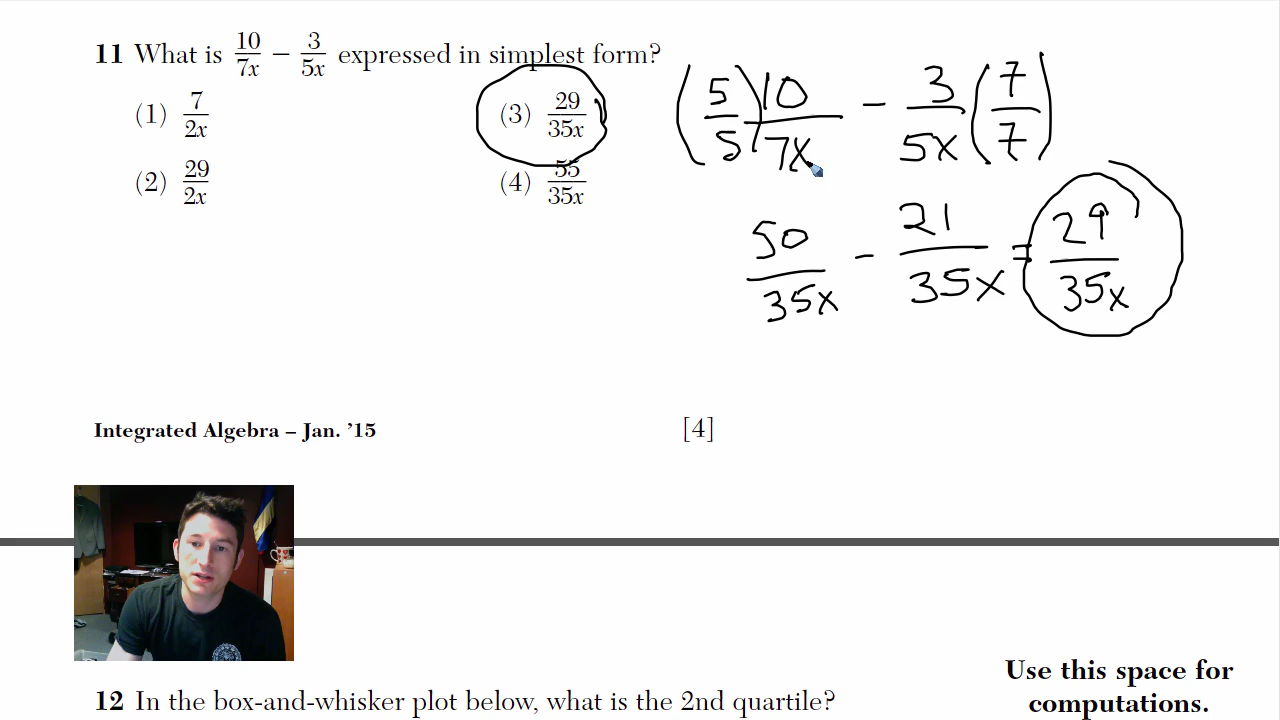 11 What is 10/7x − 3/5x expressed in simplest form?
(1) 7/2x
(3) 29/35x
(2) 29/2x
(4) 55/35x
(5/5) 10/7x − 3/5x (7/7)
50/35x − 21/35x = 29/35x
Integrated Algebra – Jan. ’15
[4]
Use this space for
computations.
12 In the box-and-whisker plot below, what is the 2nd quartile?